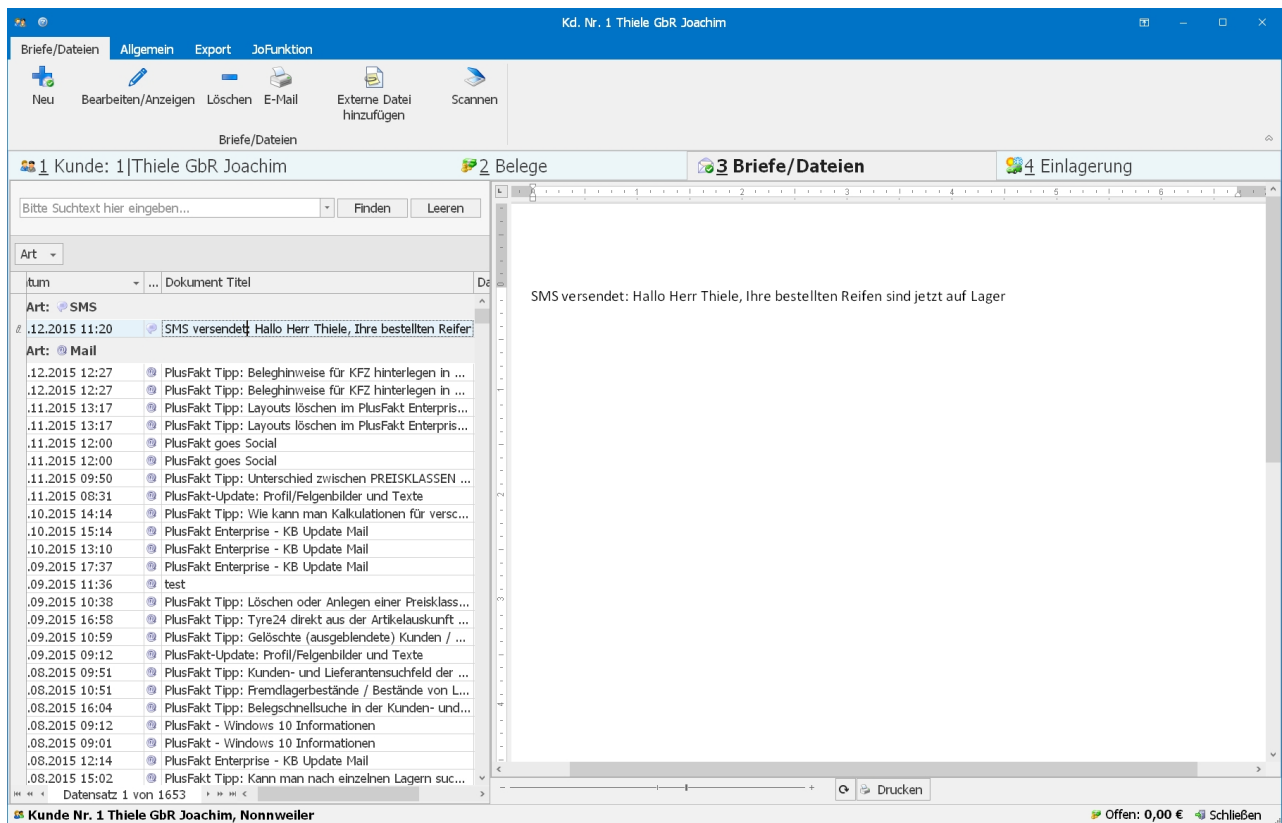 Kd. Nr. 1 Thiele GbR Joachim
Briefe/Dateien Allgemein Export JoFunktion
Neu Bearbeiten/Anzeigen Löschen E-Mail Externe Datei hinzufügen Scannen
Briefe/Dateien
1 Kunde: 1|Thiele GbR Joachim 2 Belege 3 Briefe/Dateien 4 Einlagerung
Bitte Suchtext hier eingeben... Finden Leeren
Art
tum ... Dokument Titel Da
Art: SMS
.12.2015 11:20 SMS versendet: Hallo Herr Thiele, Ihre bestellten Reifen
Art: Mail
.12.2015 12:27 PlusFakt Tipp: Beleghinweise für KFZ hinterlegen in ...
.12.2015 12:27 PlusFakt Tipp: Beleghinweise für KFZ hinterlegen in ...
.11.2015 13:17 PlusFakt Tipp: Layouts löschen im PlusFakt Enterpris...
.11.2015 13:17 PlusFakt Tipp: Layouts löschen im PlusFakt Enterpris...
.11.2015 12:00 PlusFakt goes Social
.11.2015 12:00 PlusFakt goes Social
.11.2015 09:50 PlusFakt Tipp: Unterschied zwischen PREISKLASSEN ...
.11.2015 08:31 PlusFakt-Update: Profil/Felgenbilder und Texte
.10.2015 14:14 PlusFakt Tipp: Wie kann man Kalkulationen für versc...
.10.2015 15:14 PlusFakt Enterprise - KB Update Mail
.10.2015 13:10 PlusFakt Enterprise - KB Update Mail
.09.2015 17:37 PlusFakt Enterprise - KB Update Mail
.09.2015 11:36 test
.09.2015 10:38 PlusFakt Tipp: Löschen oder Anlegen einer Preisklass...
.09.2015 16:58 PlusFakt Tipp: Tyre24 direkt aus der Artikelauskunft ...
.09.2015 10:59 PlusFakt Tipp: Gelöschte (ausgeblendete) Kunden / ...
.09.2015 09:12 PlusFakt-Update: Profil/Felgenbilder und Texte
.08.2015 09:51 PlusFakt Tipp: Kunden- und Lieferantensuchfeld der ...
.08.2015 10:51 PlusFakt Tipp: Fremdlagerbestände / Bestände von L...
.08.2015 16:04 PlusFakt Tipp: Belegschnellsuche in der Kunden- und...
.08.2015 09:12 PlusFakt - Windows 10 Informationen
.08.2015 09:01 PlusFakt - Windows 10 Informationen
.08.2015 12:14 PlusFakt Enterprise - KB Update Mail
.08.2015 15:02 PlusFakt Tipp: Kann man nach einzelnen Lagern suc...
Datensatz 1 von 1653
1 2 3 4 5 6
1
2
3
4
SMS versendet: Hallo Herr Thiele, Ihre bestellten Reifen sind jetzt auf Lager
Drucken
Kunde Nr. 1 Thiele GbR Joachim, Nonnweiler Offen: 0,00 € Schließen